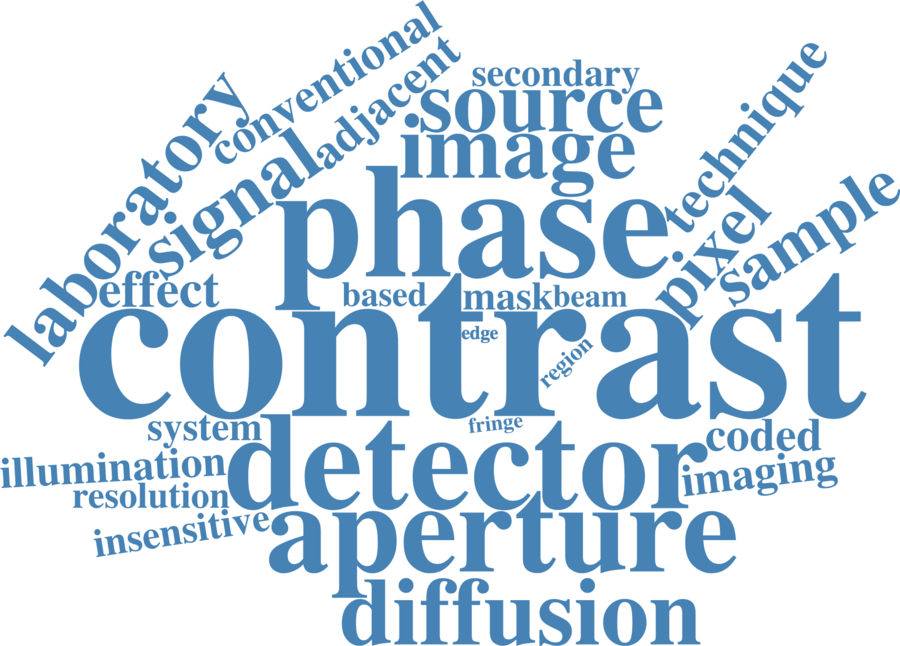 conventional
adjacent
laboratory
signal
secondary
source
image
technique
phase
pixel
sample
effect
based
mask
beam
contrast
edge
region
fringe
system
detector
coded
illumination
imaging
resolution
insensitive
aperture
diffusion